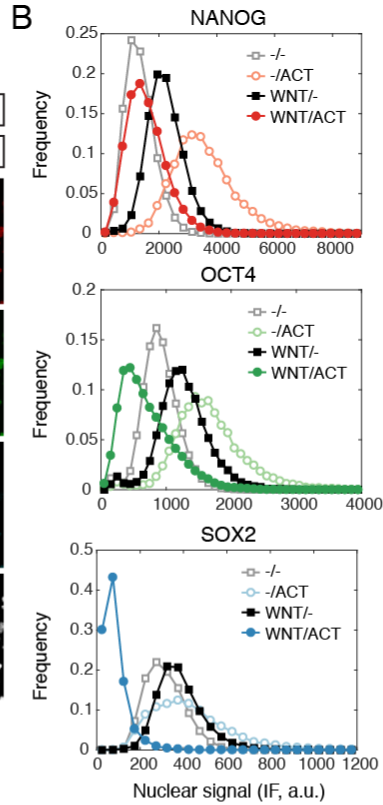 B
NANOG
0.25
0.2
0.15
0.1
0.05
0
Frequency
-/-
-/ACT
WNT/-
WNT/ACT
0 2000 4000 6000 8000
OCT4
0.2
0.15
0.1
0.05
0
Frequency
-/-
-/ACT
WNT/-
WNT/ACT
0 1000 2000 3000 4000
SOX2
0.5
0.4
0.3
0.2
0.1
0
Frequency
-/-
-/ACT
WNT/-
WNT/ACT
0 200 400 600 800 1000 1200
Nuclear signal (IF, a.u.)